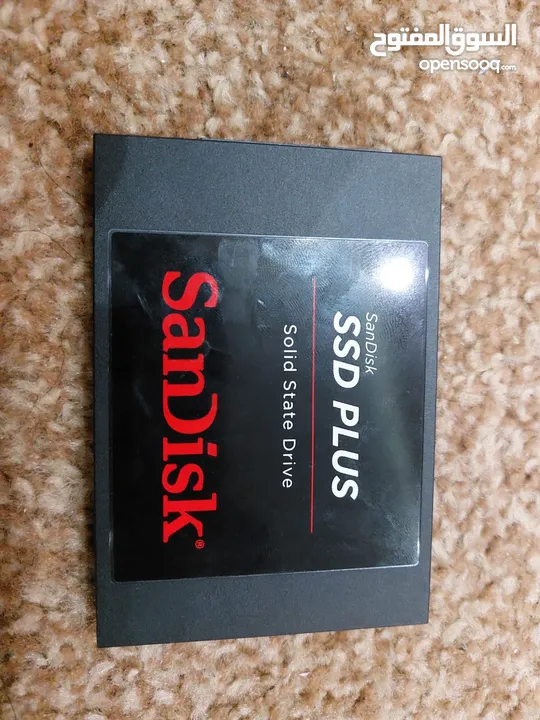 السوق المفتوح
opensooq.com
SanDisk
SSD PLUS
Solid State Drive
SanDisk®